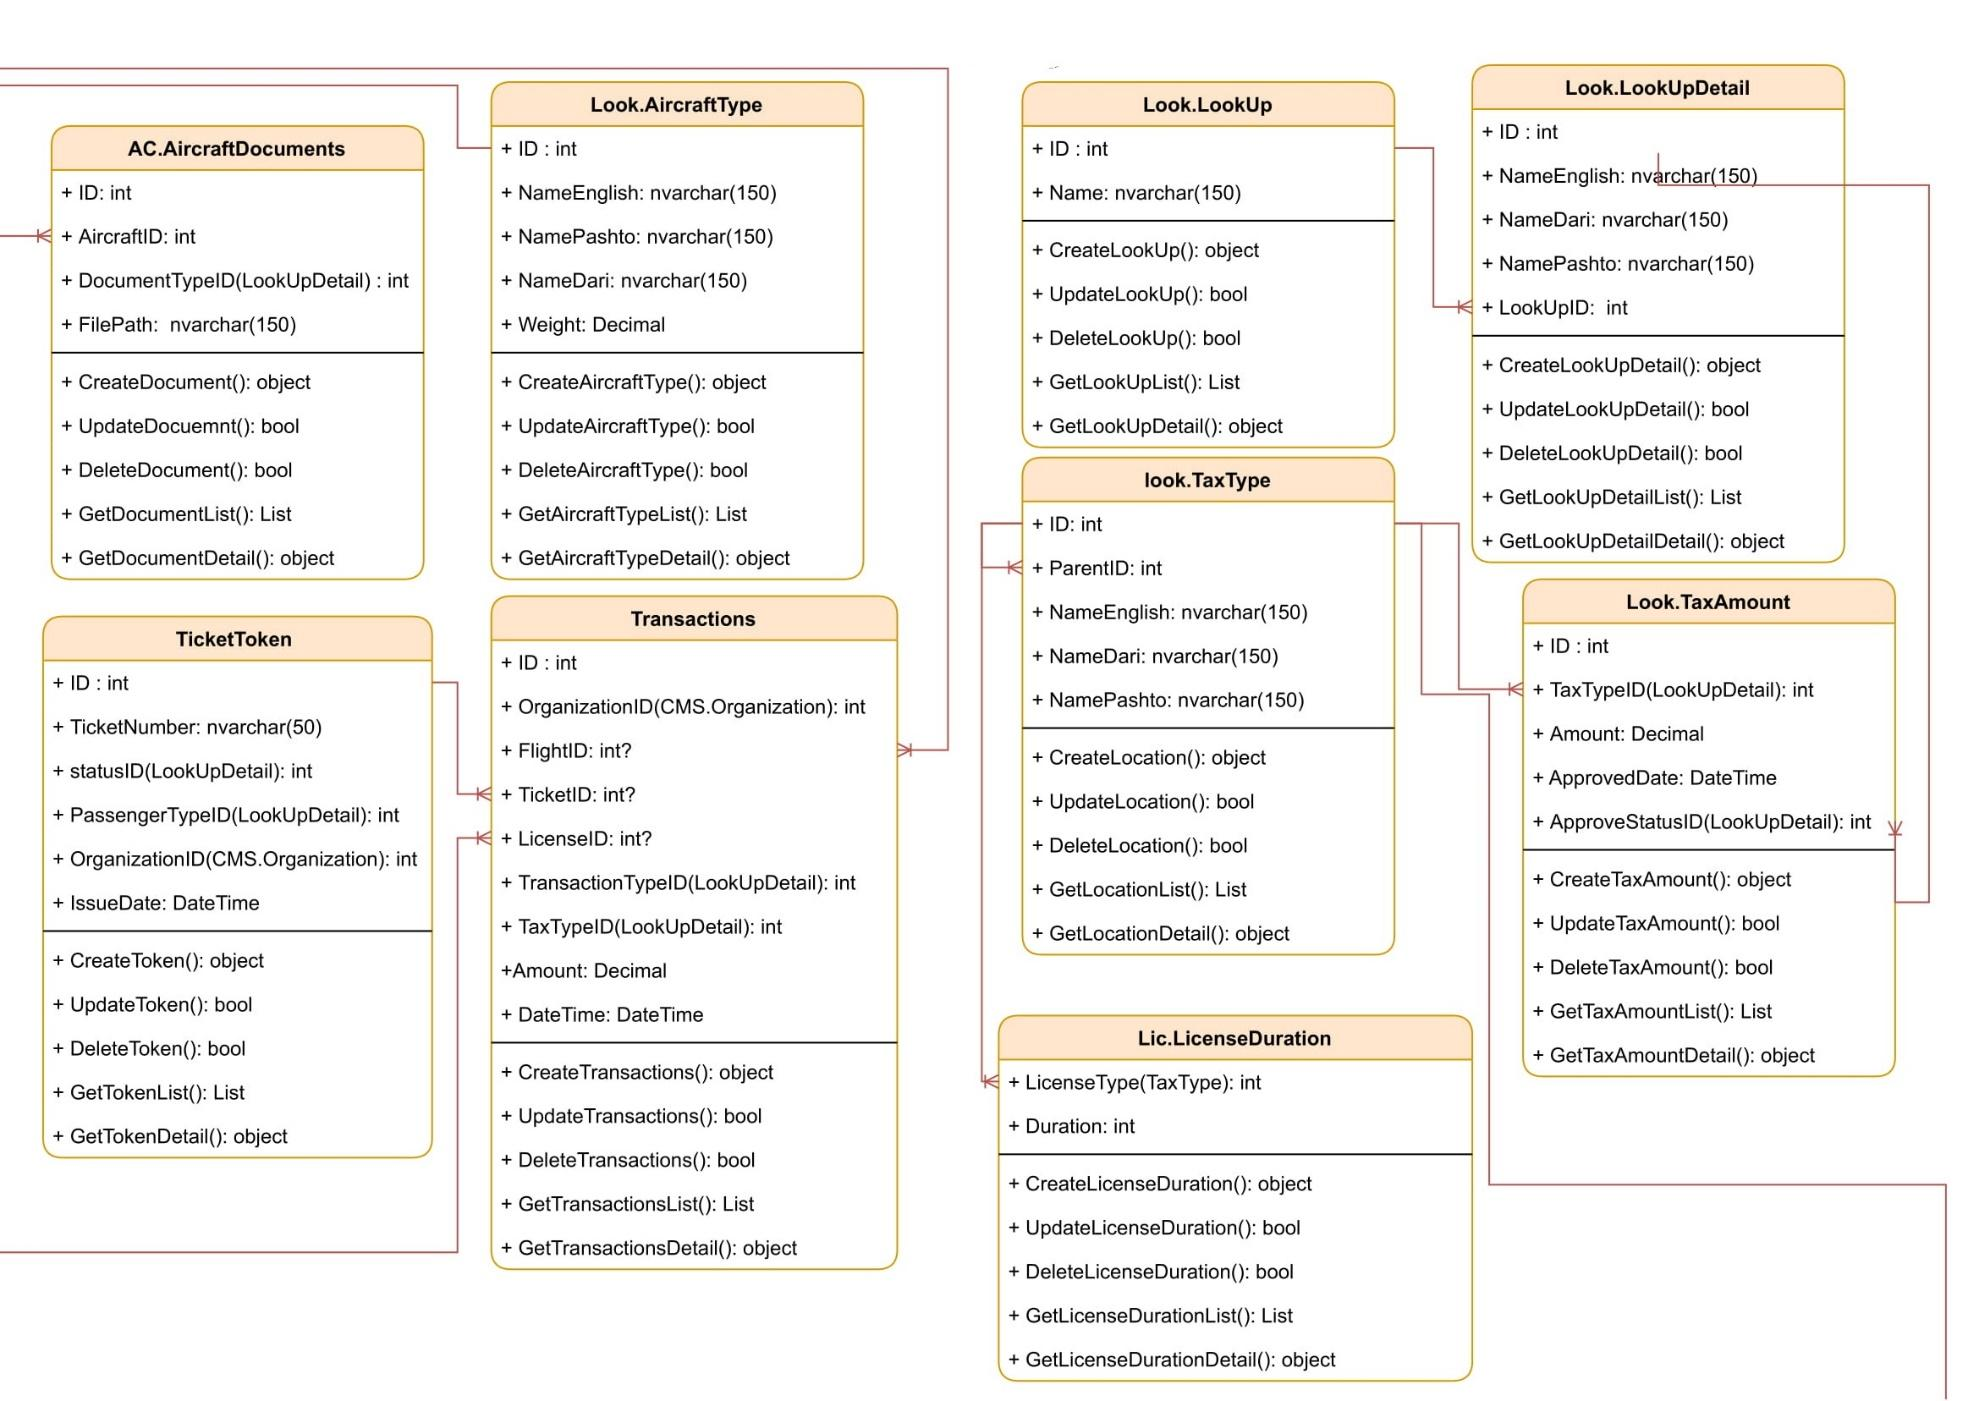 AC.AircraftDocuments
+ ID: int
+ AircraftID: int
+ DocumentTypeID(LookUpDetail) : int
+ FilePath:  nvarchar(150)
+ CreateDocument(): object
+ UpdateDocuemnt(): bool
+ DeleteDocument(): bool
+ GetDocumentList(): List
+ GetDocumentDetail(): object
Look.AircraftType
+ ID : int
+ NameEnglish: nvarchar(150)
+ NamePashto: nvarchar(150)
+ NameDari: nvarchar(150)
+ Weight: Decimal
+ CreateAircraftType(): object
+ UpdateAircraftType(): bool
+ DeleteAircraftType(): bool
+ GetAircraftTypeList(): List
+ GetAircraftTypeDetail(): object
Look.LookUp
+ ID : int
+ Name: nvarchar(150)
+ CreateLookUp(): object
+ UpdateLookUp(): bool
+ DeleteLookUp(): bool
+ GetLookUpList(): List
+ GetLookUpDetail(): object
Look.LookUpDetail
+ ID : int
+ NameEnglish: nvarchar(150)
+ NameDari: nvarchar(150)
+ NamePashto: nvarchar(150)
+ LookUpID:  int
+ CreateLookUpDetail(): object
+ UpdateLookUpDetail(): bool
+ DeleteLookUpDetail(): bool
+ GetLookUpDetailList(): List
+ GetLookUpDetailDetail(): object
TicketToken
+ ID : int
+ TicketNumber: nvarchar(50)
+ statusID(LookUpDetail): int
+ PassengerTypeID(LookUpDetail): int
+ OrganizationID(CMS.Organization): int
+ IssueDate: DateTime
+ CreateToken(): object
+ UpdateToken(): bool
+ DeleteToken(): bool
+ GetTokenList(): List
+ GetTokenDetail(): object
Transactions
+ ID : int
+ OrganizationID(CMS.Organization): int
+ FlightID: int?
+ TicketID: int?
+ LicenseID: int?
+ TransactionTypeID(LookUpDetail): int
+ TaxTypeID(LookUpDetail): int
+Amount: Decimal
+ DateTime: DateTime
+ CreateTransactions(): object
+ UpdateTransactions(): bool
+ DeleteTransactions(): bool
+ GetTransactionsList(): List
+ GetTransactionsDetail(): object
look.TaxType
+ ID: int
+ ParentID: int
+ NameEnglish: nvarchar(150)
+ NameDari: nvarchar(150)
+ NamePashto: nvarchar(150)
+ CreateLocation(): object
+ UpdateLocation(): bool
+ DeleteLocation(): bool
+ GetLocationList(): List
+ GetLocationDetail(): object
Look.TaxAmount
+ ID : int
+ TaxTypeID(LookUpDetail): int
+ Amount: Decimal
+ ApprovedDate: DateTime
+ ApproveStatusID(LookUpDetail): int
+ CreateTaxAmount(): object
+ UpdateTaxAmount(): bool
+ DeleteTaxAmount(): bool
+ GetTaxAmountList(): List
+ GetTaxAmountDetail(): object
Lic.LicenseDuration
+ LicenseType(TaxType): int
+ Duration: int
+ CreateLicenseDuration(): object
+ UpdateLicenseDuration(): bool
+ DeleteLicenseDuration(): bool
+ GetLicenseDurationList(): List
+ GetLicenseDurationDetail(): object